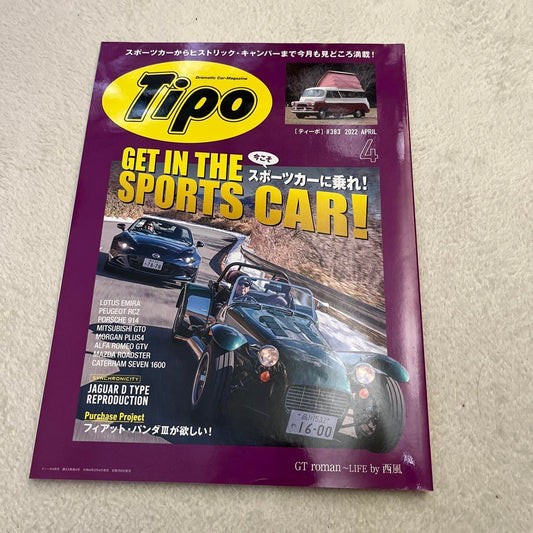 スポーツカーからヒストリック・キャンパーまで今月も見どころ満載！
Dramatic Car-Magazine
Tipo
[ティーポ] #383 2022 APRIL
4
GET IN THE
SPORTS CAR!
今こそ
スポーツカーに乗れ！
LOTUS EMIRA
PEUGEOT RCZ
PORSCHE 914
MITSUBISHI GTO
MORGAN PLUS4
ALFA ROMEO GTV
MAZDA ROADSTER
CATERHAM SEVEN 1600
SYNCHRONICITY
JAGUAR D TYPE
REPRODUCTION
Purchase Project
フィアット・パンダⅢが欲しい！
16-00
GT roman ~LIFE by 西風